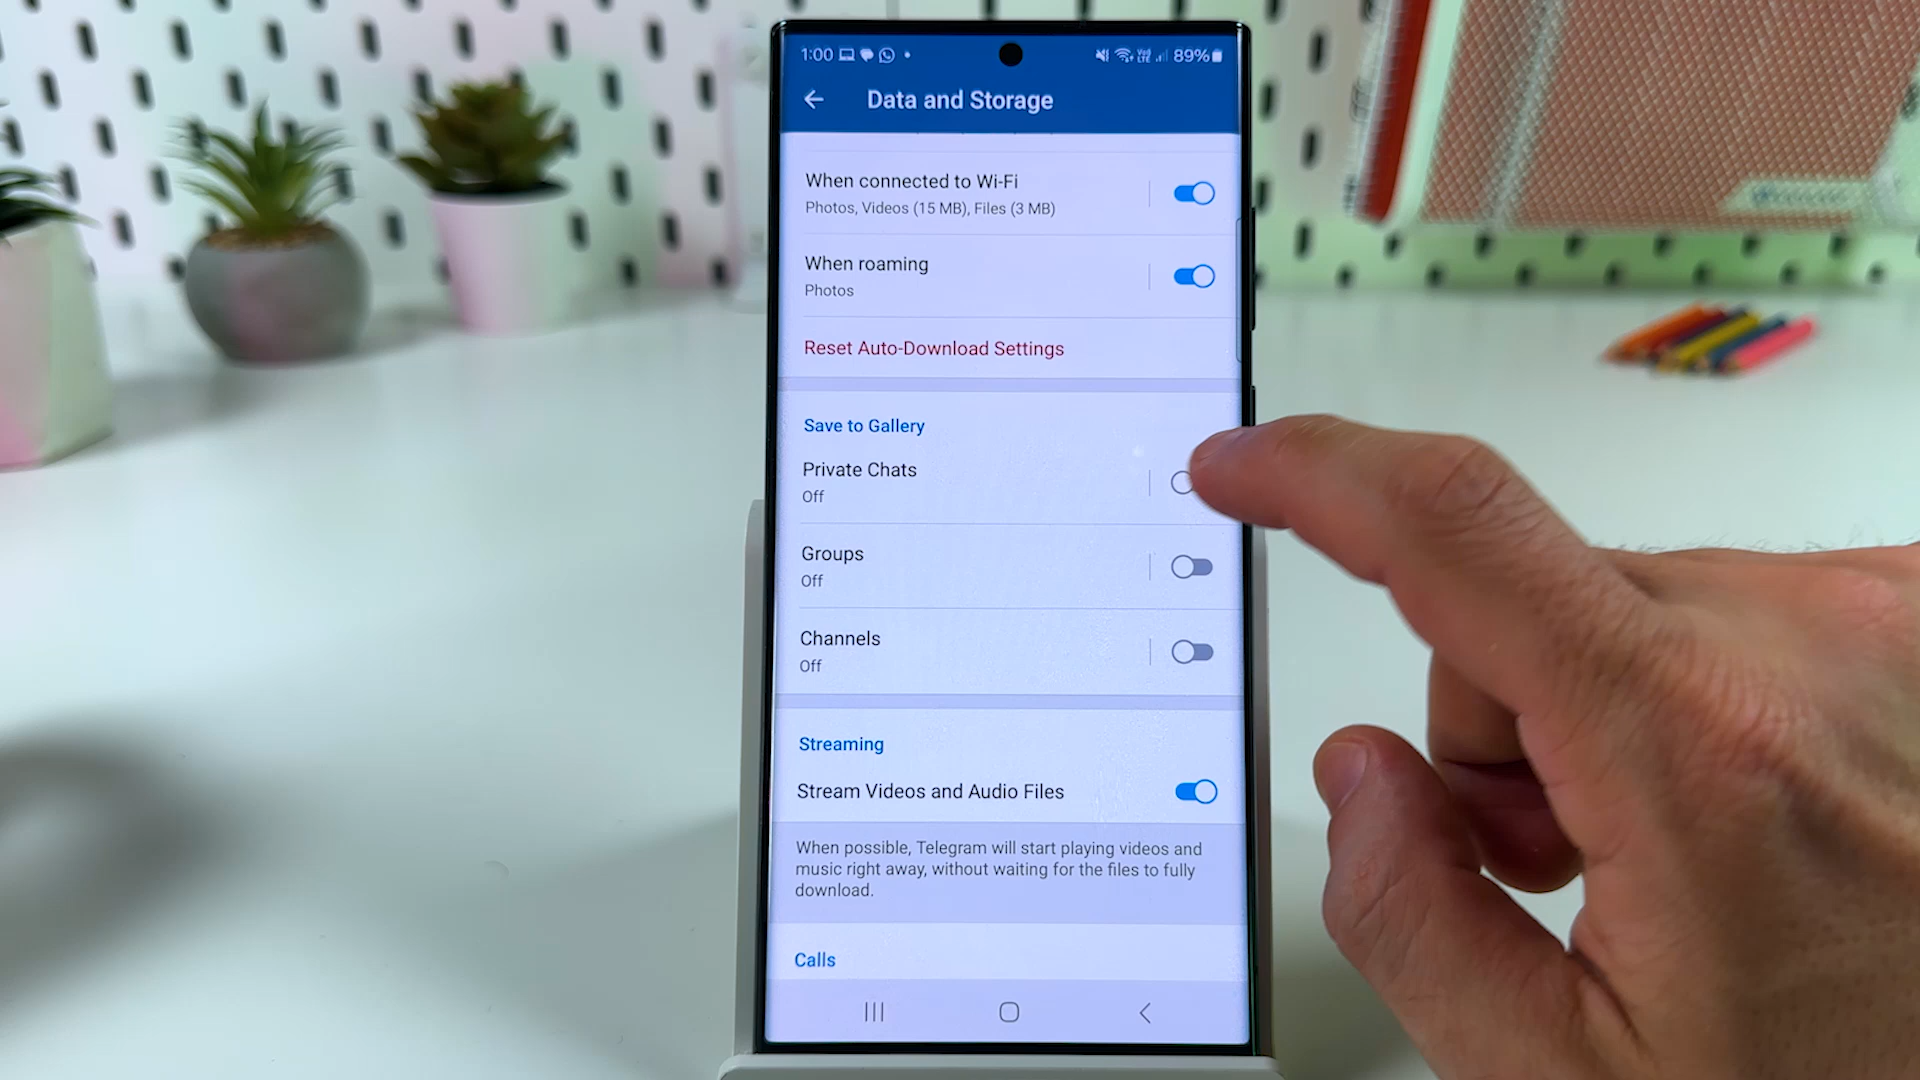 1:00
89%
Data and Storage
When connected to Wi-Fi
Photos, Videos (15 MB), Files (3 MB)
When roaming
Photos
Reset Auto-Download Settings
Save to Gallery
Private Chats
Off
Groups
Off
Channels
Off
Streaming
Stream Videos and Audio Files
When possible, Telegram will start playing videos and
music right away, without waiting for the files to fully
download.
Calls